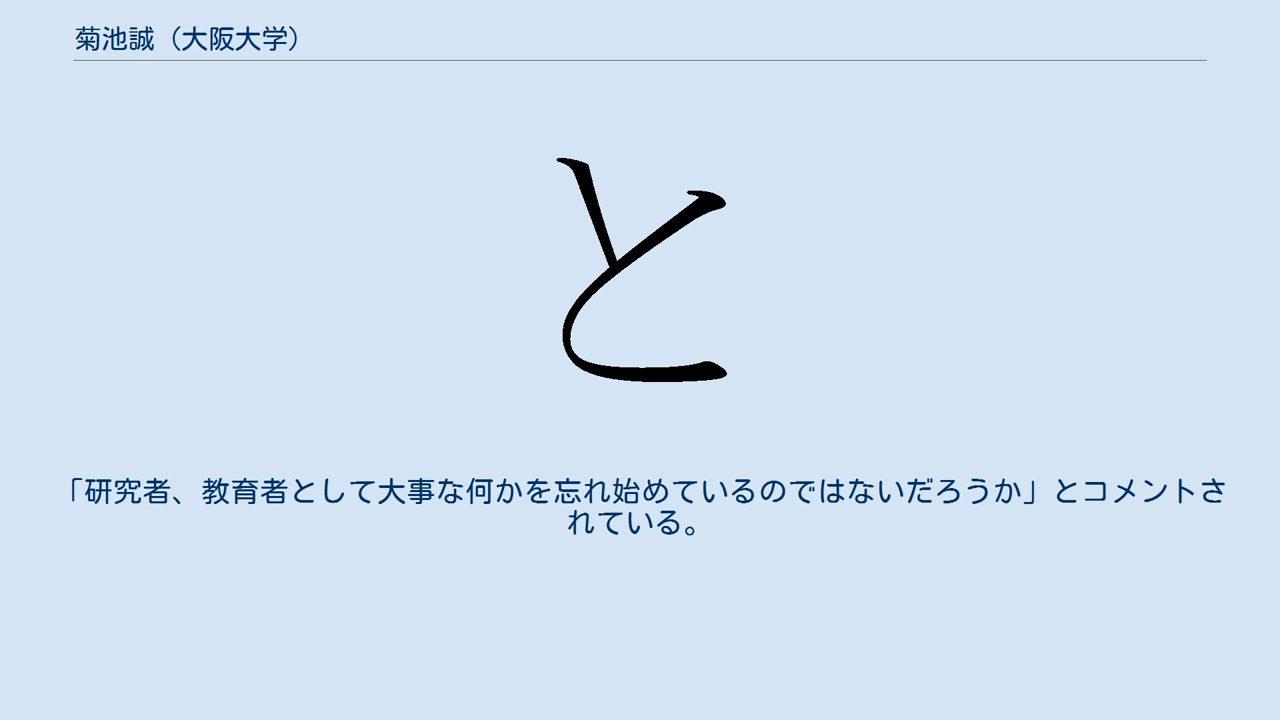 菊池誠（大阪大学）
と
「研究者、教育者として大事な何かを忘れ始めているのではないだろうか」とコメントさ
れている。